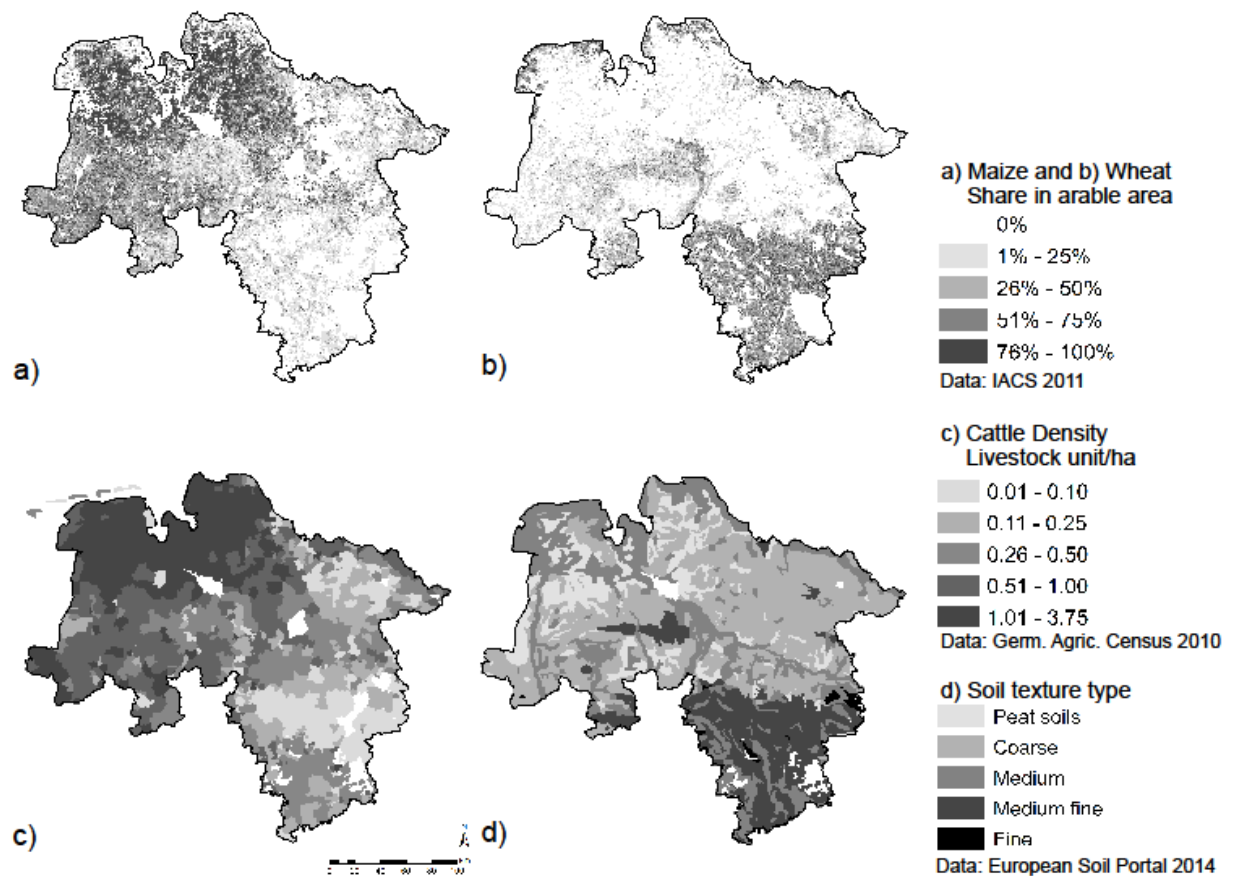 a) Maize and b) Wheat
Share in arable area
0%
1% - 25%
26% - 50%
51% - 75%
76% - 100%
Data: IACS 2011
a)
b)
c) Cattle Density
Livestock unit/ha
0.01 - 0.10
0.11 - 0.25
0.26 - 0.50
0.51 - 1.00
1.01 - 3.75
Data: Germ. Agric. Census 2010
d) Soil texture type
Peat soils
Coarse
Medium
Medium fine
Fine
Data: European Soil Portal 2014
c)
d)